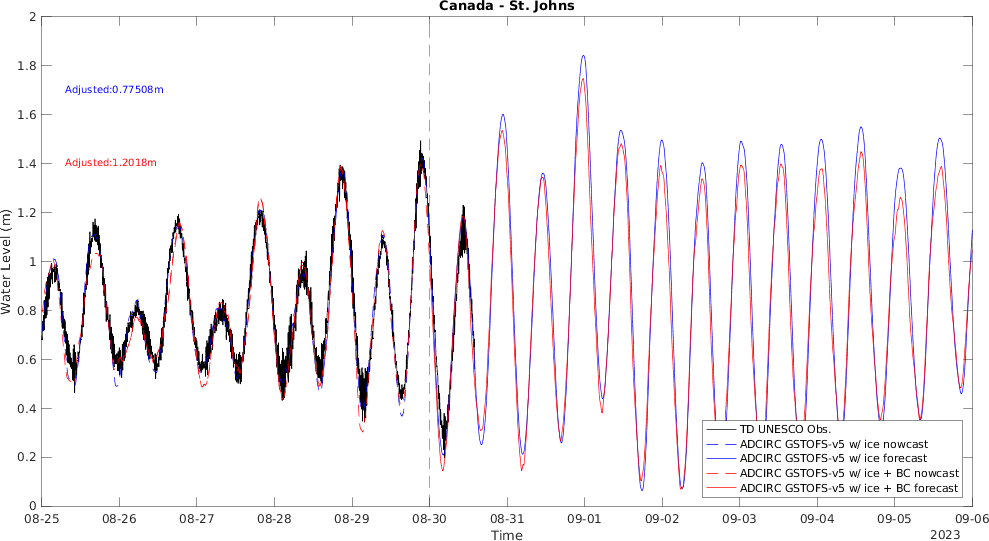 Canada - St. Johns
2
1.8
1.6
1.4
1.2
1
0.8
0.6
0.4
0.2
0
Water Level (m)
Adjusted:0.77508m
Adjusted:1.2018m
TD UNESCO Obs.
ADCIRC GSTOFS-v5 w/ ice nowcast
ADCIRC GSTOFS-v5 w/ ice forecast
ADCIRC GSTOFS-v5 w/ ice + BC nowcast
ADCIRC GSTOFS-v5 w/ ice + BC forecast
08-25 08-26 08-27 08-28 08-29 08-30 08-31 09-01 09-02 09-03 09-04 09-05 09-06
Time
2023